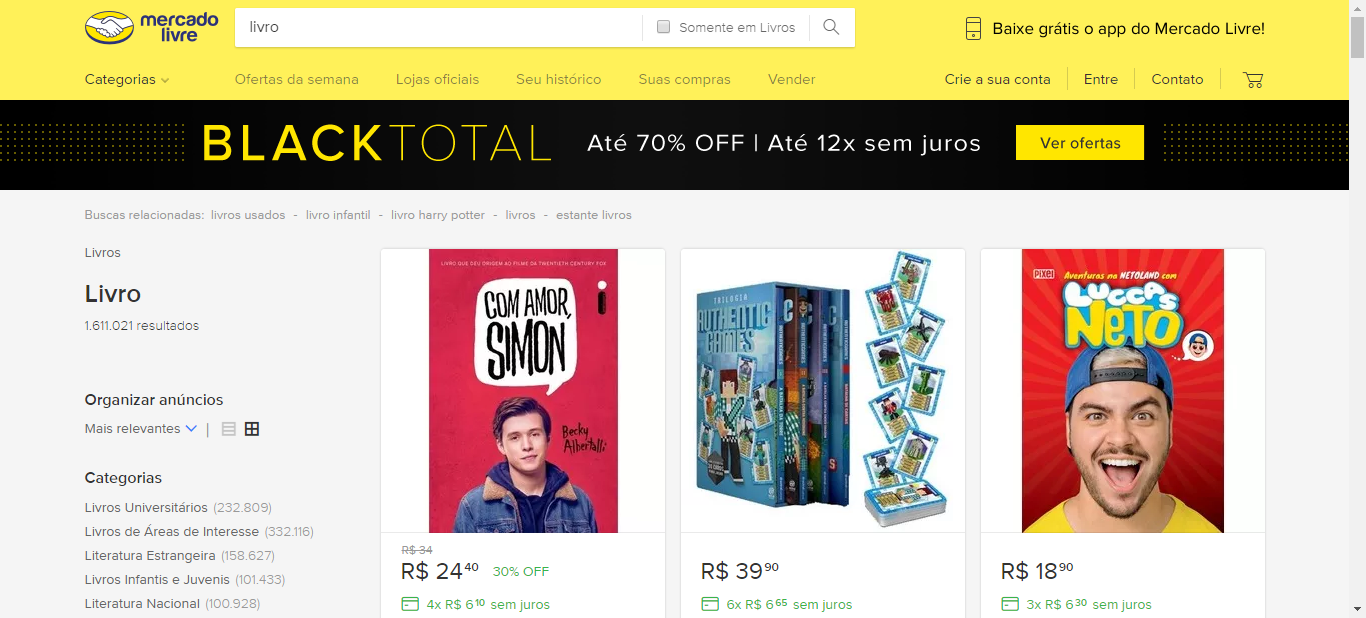 mercado
livre
livro
Somente em Livros
Baixe grátis o app do Mercado Livre!
Categorias
Ofertas da semana
Lojas oficiais
Seu histórico
Suas compras
Vender
Crie a sua conta
Entre
Contato
BLACKTOTAL
Até 70% OFF | Até 12x sem juros
Ver ofertas
Buscas relacionadas: livros usados - livro infantil - livro harry potter - livros - estante livros
Livros
Livro
1.611.021 resultados
Organizar anúncios
Mais relevantes |
Categorias
Livros Universitários (232.809)
Livros de Áreas de Interesse (332.116)
Literatura Estrangeira (158.627)
Livros Infantis e Juvenis (101.433)
Literatura Nacional (100.928)
LIVRO QUE DEU ORIGEM AO FILME DA TWENTIETH CENTURY FOX
COM AMOR,
SIMON
Becky
Albertalli
R$ 34
R$ 24 40 30% OFF
4x R$ 6 10 sem juros
TRILOGIA
AUTHENTIC
GAMES
R$ 39 90
6x R$ 6 65 sem juros
PIXEL
Aventuras na NETOLAND com
LUCCAS
NETO
R$ 18 90
3x R$ 6 30 sem juros